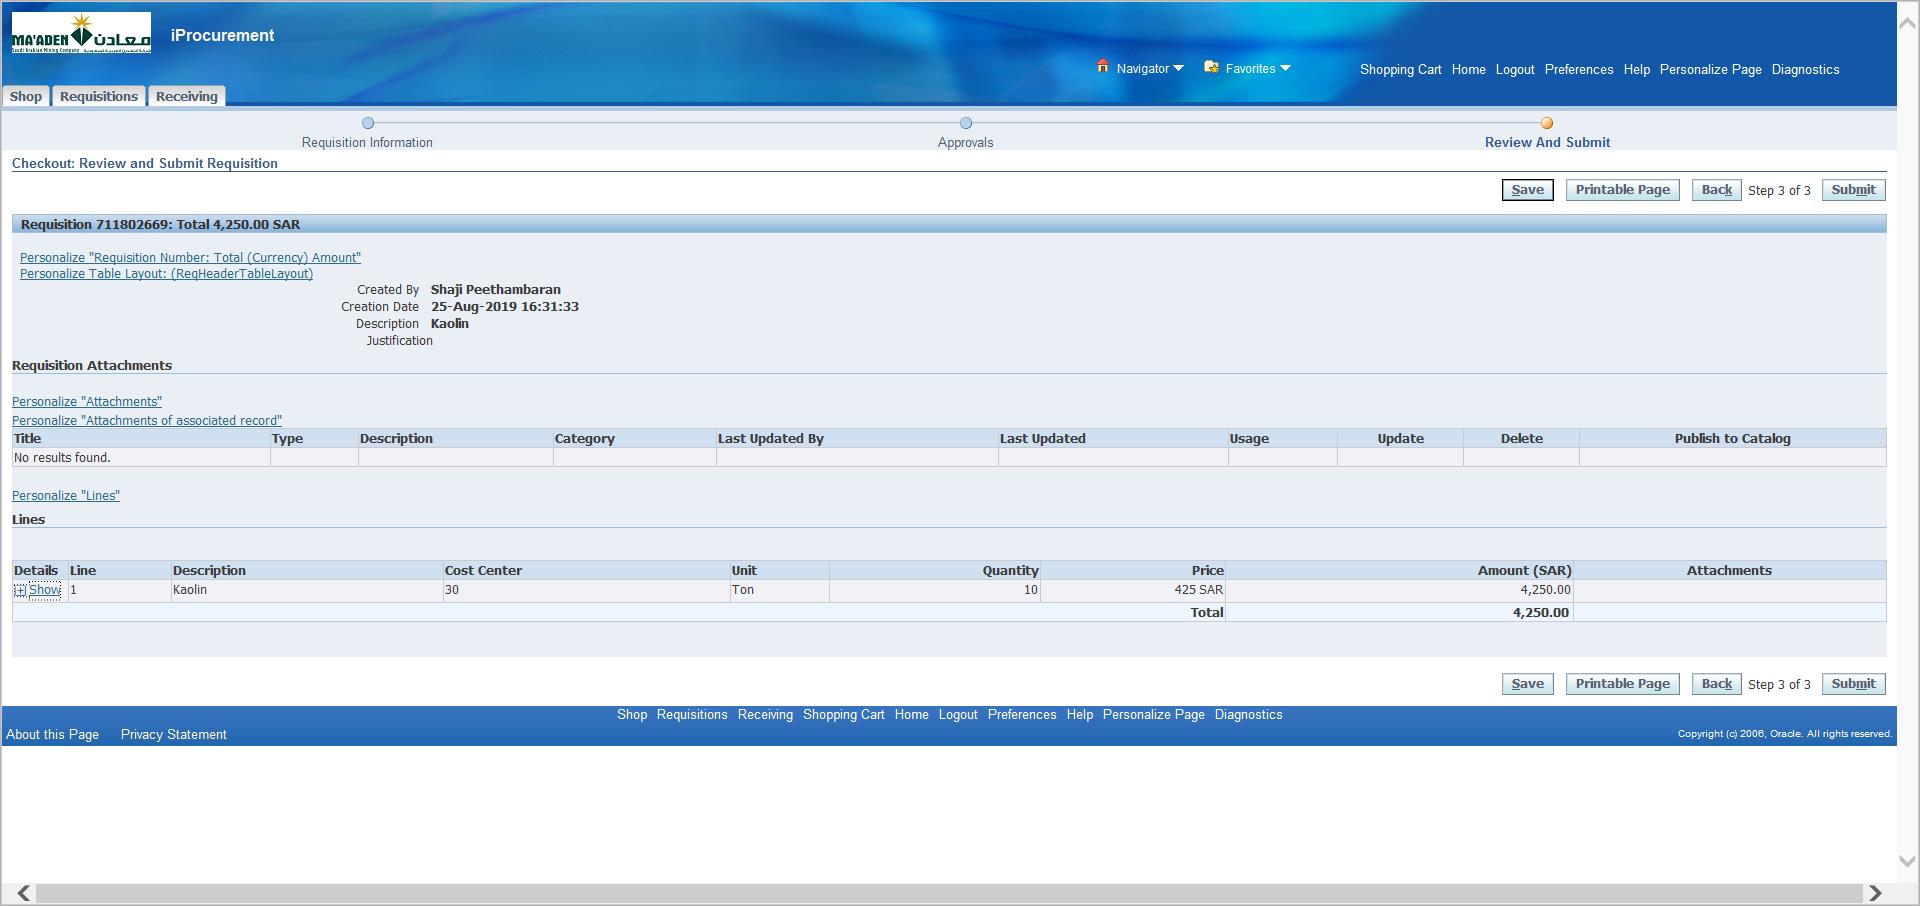 MA'ADEN معادن
Saudi Arabian Mining Company
iProcurement
Navigator Favorites Shopping Cart Home Logout Preferences Help Personalize Page Diagnostics
Shop Requisitions Receiving
Requisition Information Approvals Review And Submit
Checkout: Review and Submit Requisition
Save Printable Page Back Step 3 of 3 Submit
Requisition 711802669: Total 4,250.00 SAR
Personalize "Requisition Number: Total (Currency) Amount"
Personalize Table Layout: (ReqHeaderTableLayout)
Created By Shaji Peethambaran
Creation Date 25-Aug-2019 16:31:33
Description Kaolin
Justification
Requisition Attachments
Personalize "Attachments"
Personalize "Attachments of associated record"
Title Type Description Category Last Updated By Last Updated Usage Update Delete Publish to Catalog
No results found.
Personalize "Lines"
Lines
Details Line Description Cost Center Unit Quantity Price Amount (SAR) Attachments
Show 1 Kaolin 30 Ton 10 425 SAR 4,250.00
Total 4,250.00
Save Printable Page Back Step 3 of 3 Submit
Shop Requisitions Receiving Shopping Cart Home Logout Preferences Help Personalize Page Diagnostics
About this Page Privacy Statement Copyright (c) 2006, Oracle. All rights reserved.